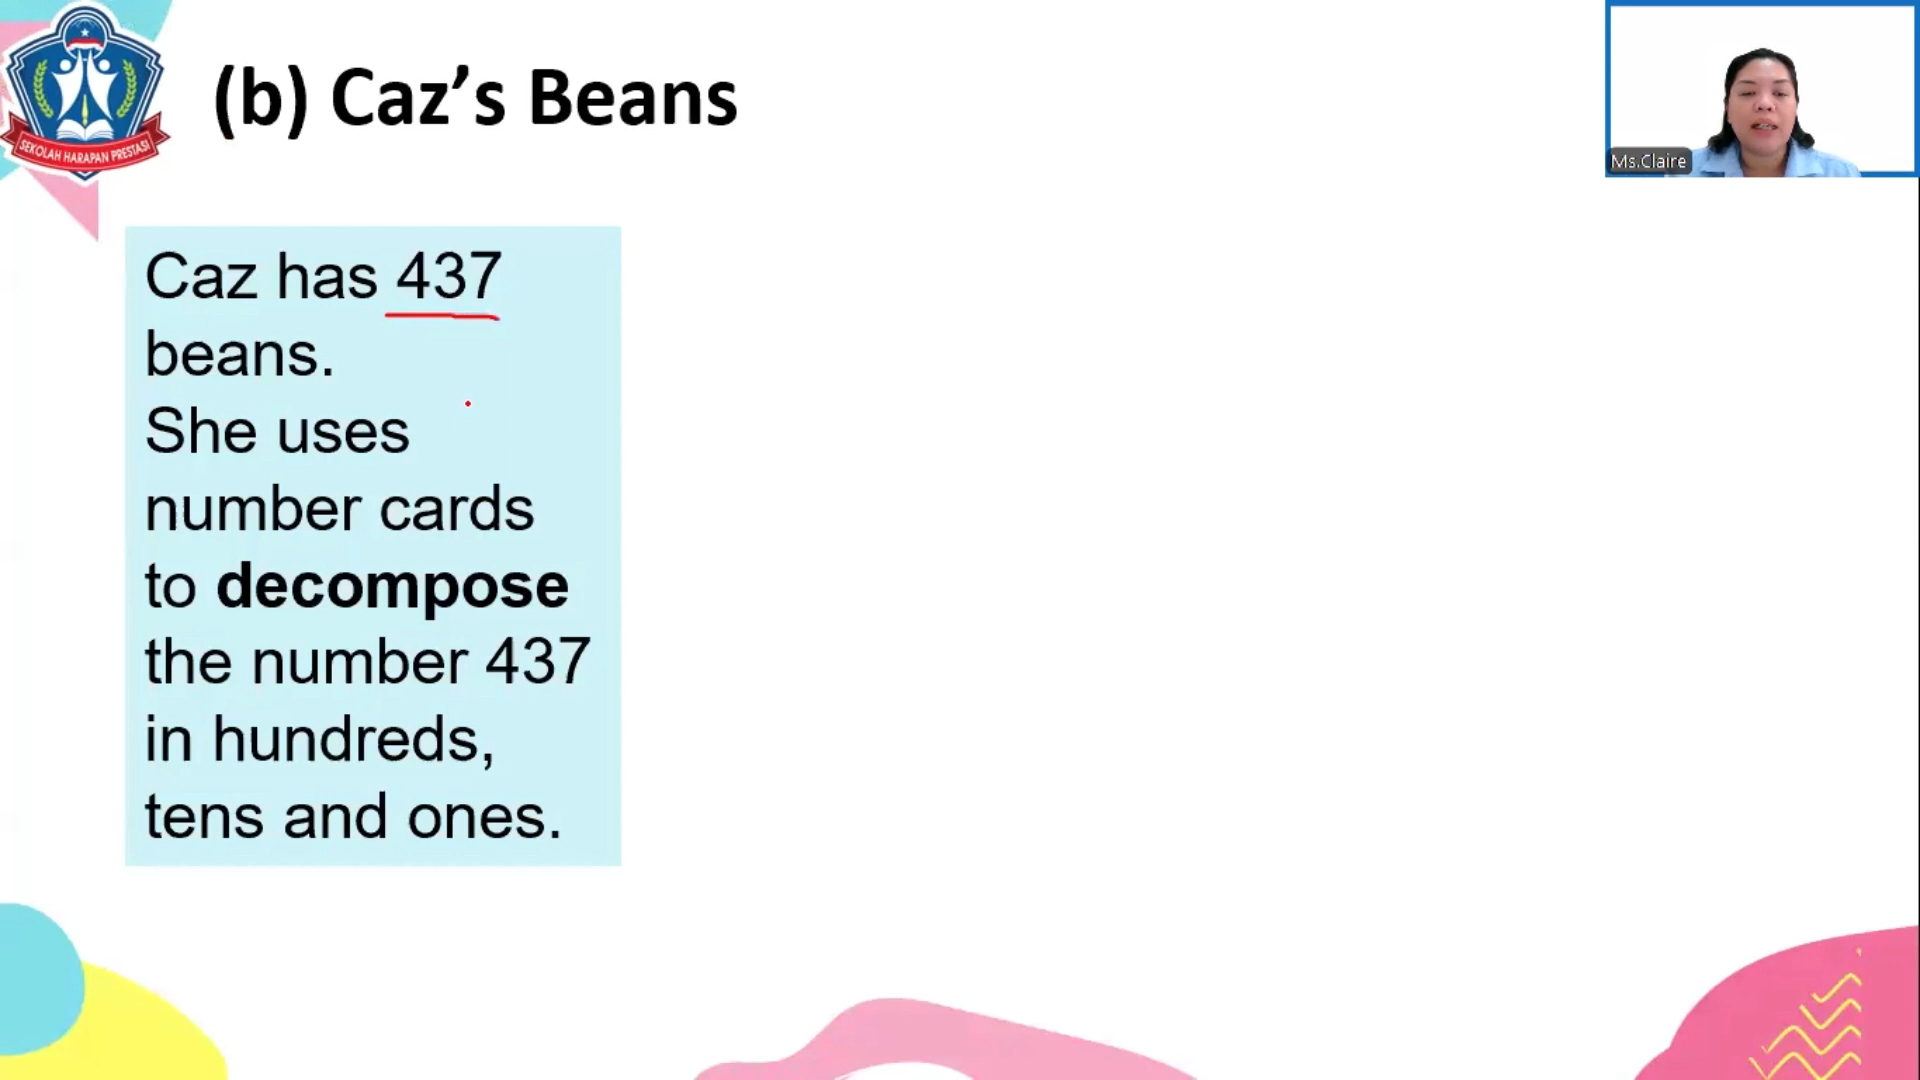 SEKOLAH HARAPAN PRESTASI
(b) Caz’s Beans
Ms.Claire
Caz has 437
beans.
She uses
number cards
to decompose
the number 437
in hundreds,
tens and ones.